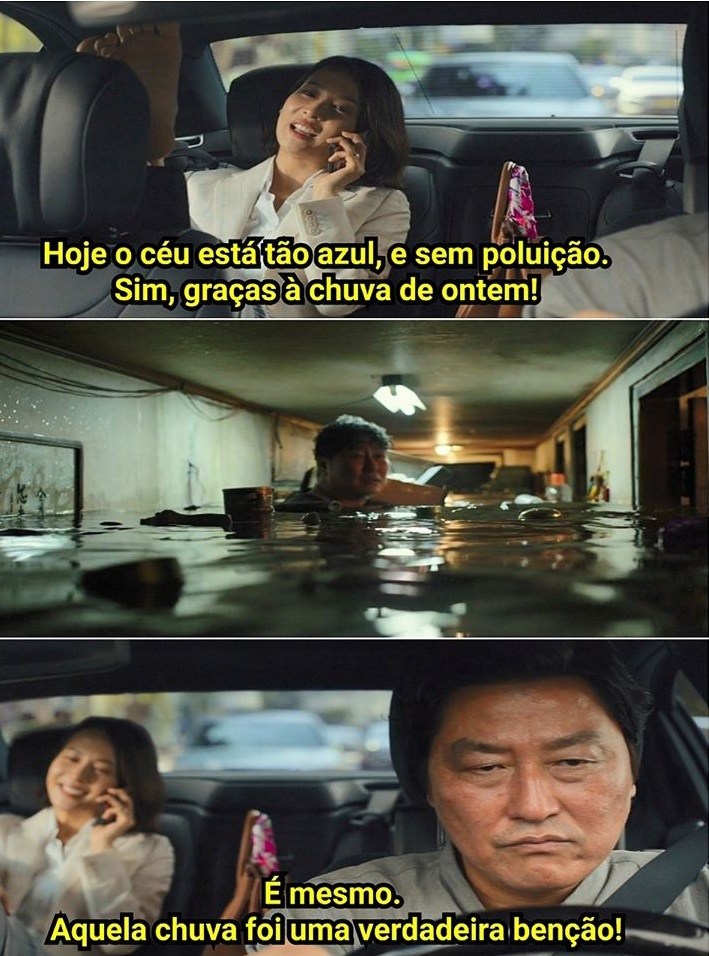 Hoje o céu está tão azul, e sem poluição.
Sim, graças à chuva de ontem!
É mesmo.
Aquela chuva foi uma verdadeira benção!